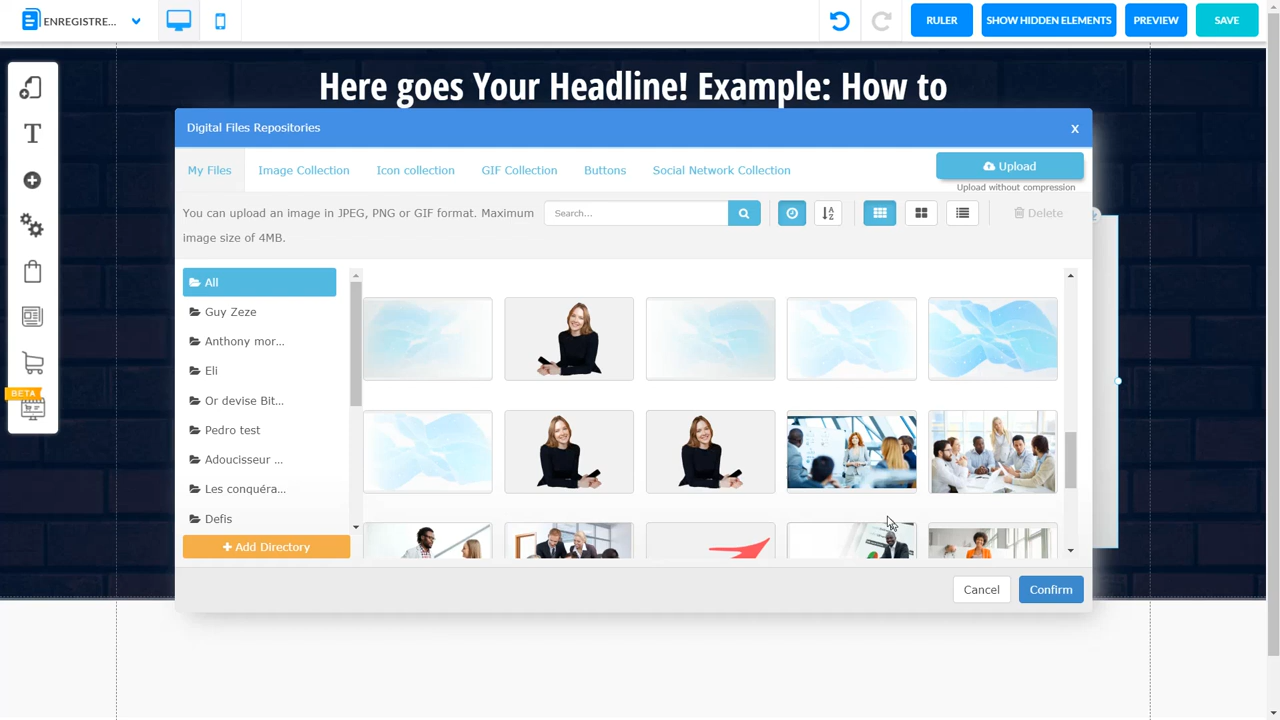 ENREGISTRE...
RULER
SHOW HIDDEN ELEMENTS
PREVIEW
SAVE
Here goes Your Headline! Example: How to
Digital Files Repositories
X
My Files
Image Collection
Icon collection
GIF Collection
Buttons
Social Network Collection
Upload
Upload without compression
You can upload an image in JPEG, PNG or GIF format. Maximum
image size of 4MB.
Search...
Delete
All
Guy Zeze
Anthony mor...
Eli
Or devise Bit...
Pedro test
Adoucisseur ...
Les conquéra...
Defis
+ Add Directory
BETA
Cancel
Confirm